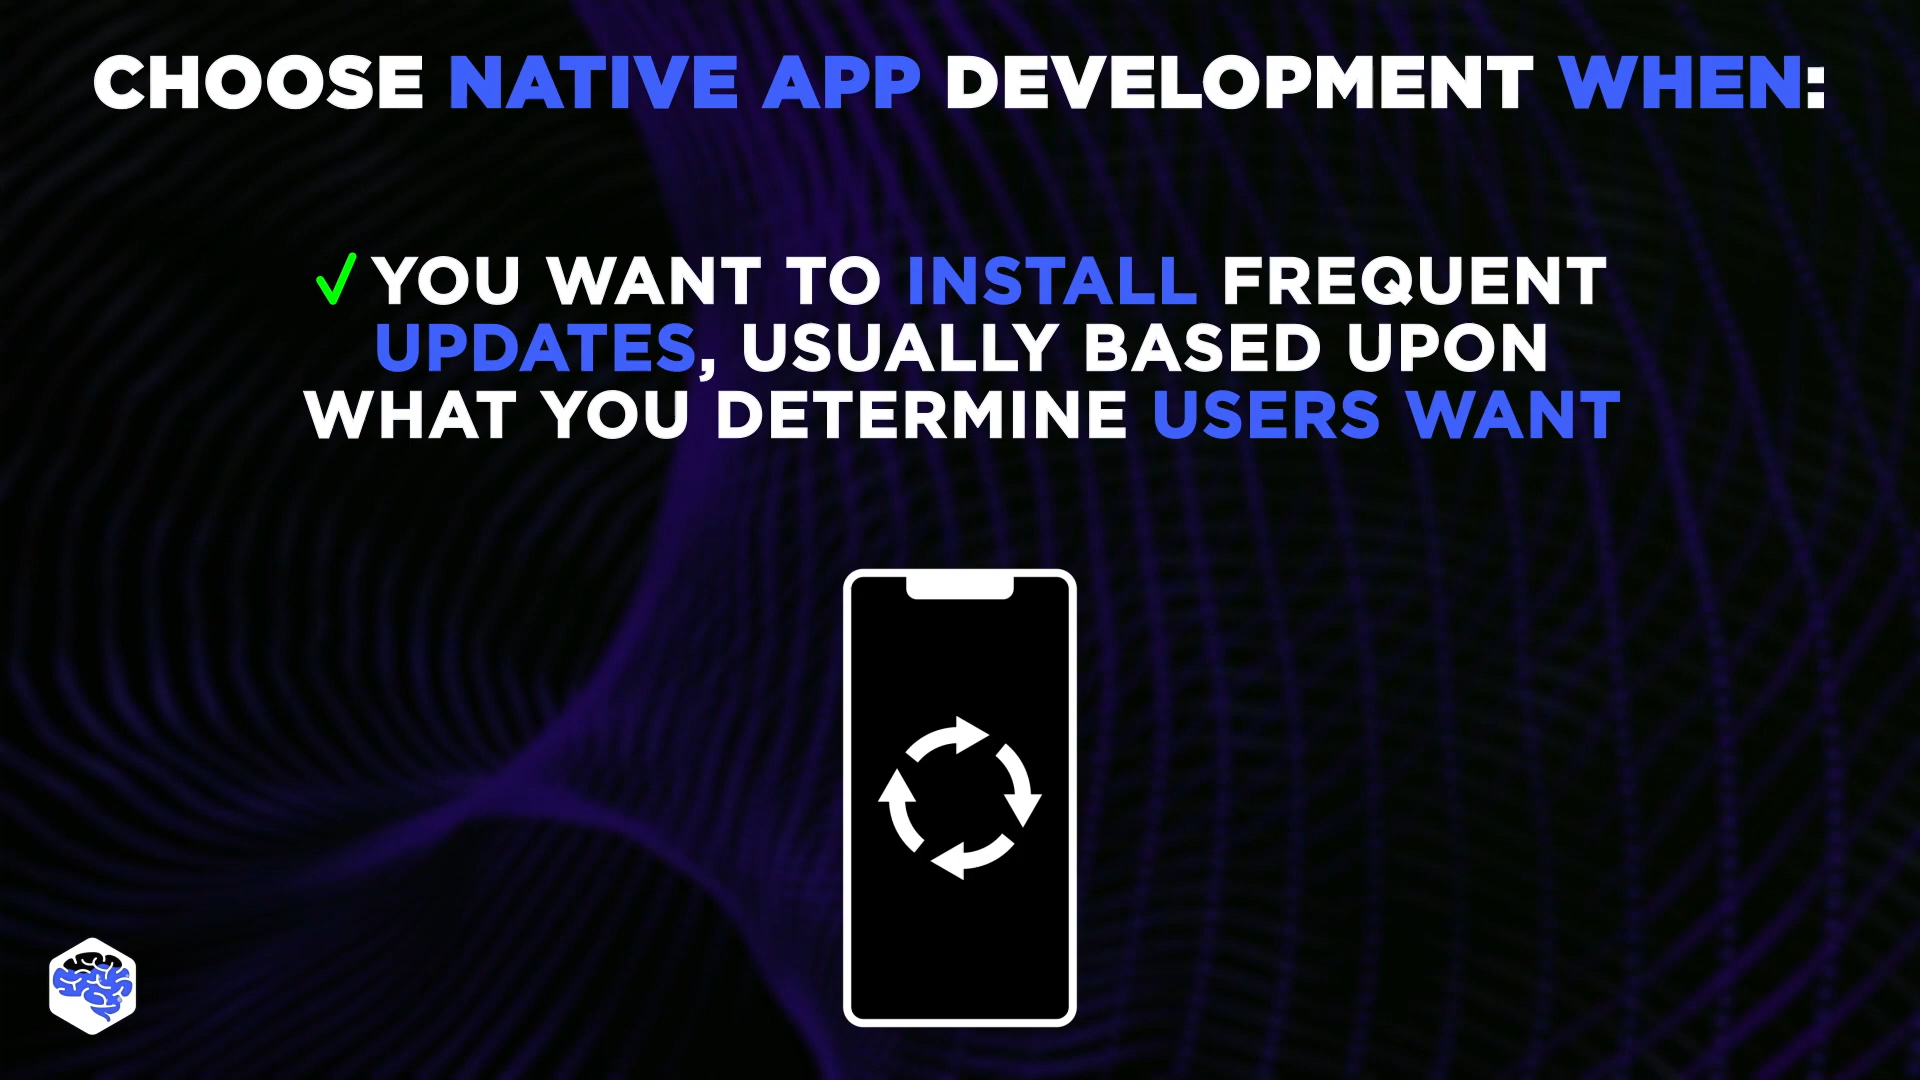 CHOOSE NATIVE APP DEVELOPMENT WHEN:
✓ YOU WANT TO INSTALL FREQUENT
UPDATES, USUALLY BASED UPON
WHAT YOU DETERMINE USERS WANT